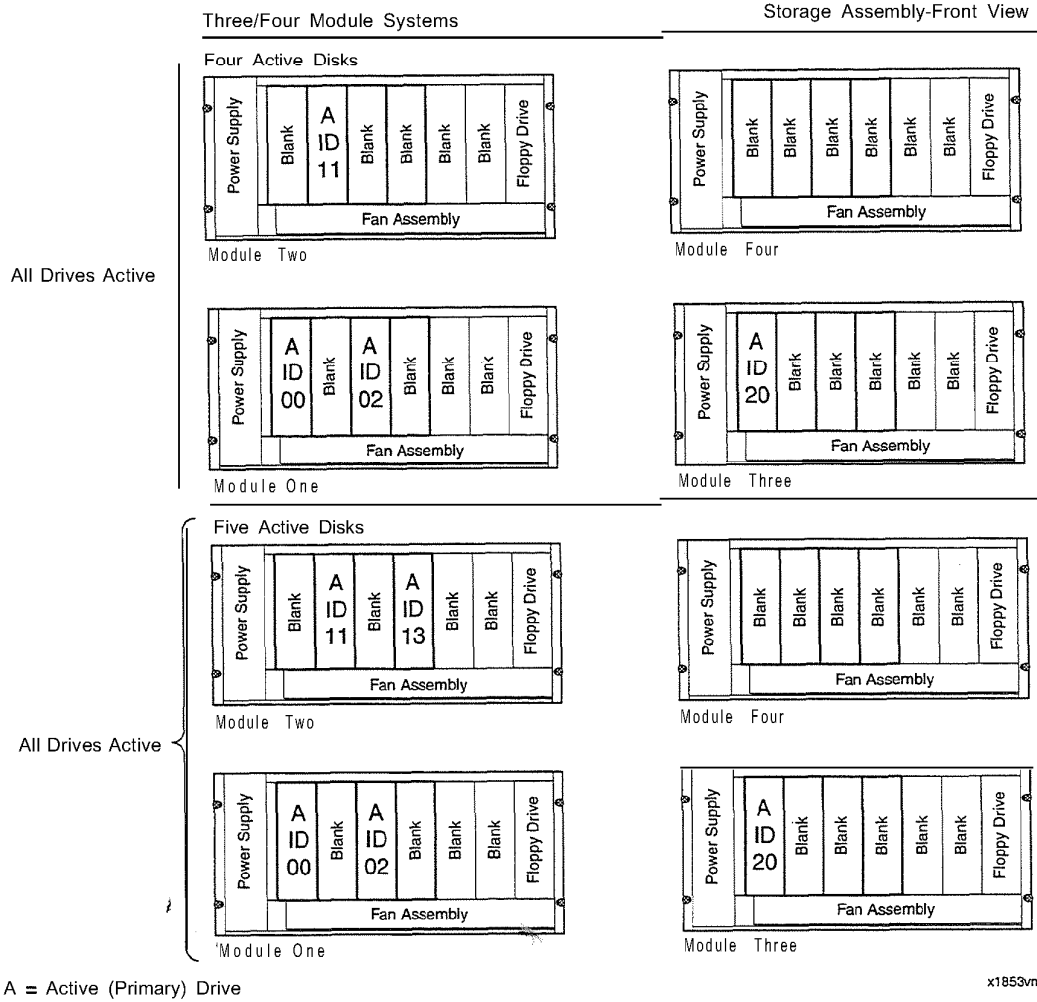 Three/Four Module Systems
Storage Assembly-Front View
Four Active Disks
Power Supply
Blank
A
ID
11
Blank
Blank
Blank
Blank
Floppy Drive
Fan Assembly
Module Two
Power Supply
Blank
Blank
Blank
Blank
Blank
Blank
Floppy Drive
Fan Assembly
Module Four
All Drives Active
Power Supply
A
ID
00
Blank
A
ID
02
Blank
Blank
Blank
Floppy Drive
Fan Assembly
Module One
Power Supply
A
ID
20
Blank
Blank
Blank
Blank
Blank
Floppy Drive
Fan Assembly
Module Three
Five Active Disks
Power Supply
Blank
A
ID
11
Blank
A
ID
13
Blank
Blank
Floppy Drive
Fan Assembly
Module Two
Power Supply
Blank
Blank
Blank
Blank
Blank
Blank
Floppy Drive
Fan Assembly
Module Four
All Drives Active
Power Supply
A
ID
00
Blank
A
ID
02
Blank
Blank
Blank
Floppy Drive
Fan Assembly
Module One
Power Supply
A
ID
20
Blank
Blank
Blank
Blank
Blank
Floppy Drive
Fan Assembly
Module Three
A = Active (Primary) Drive
x1853vm